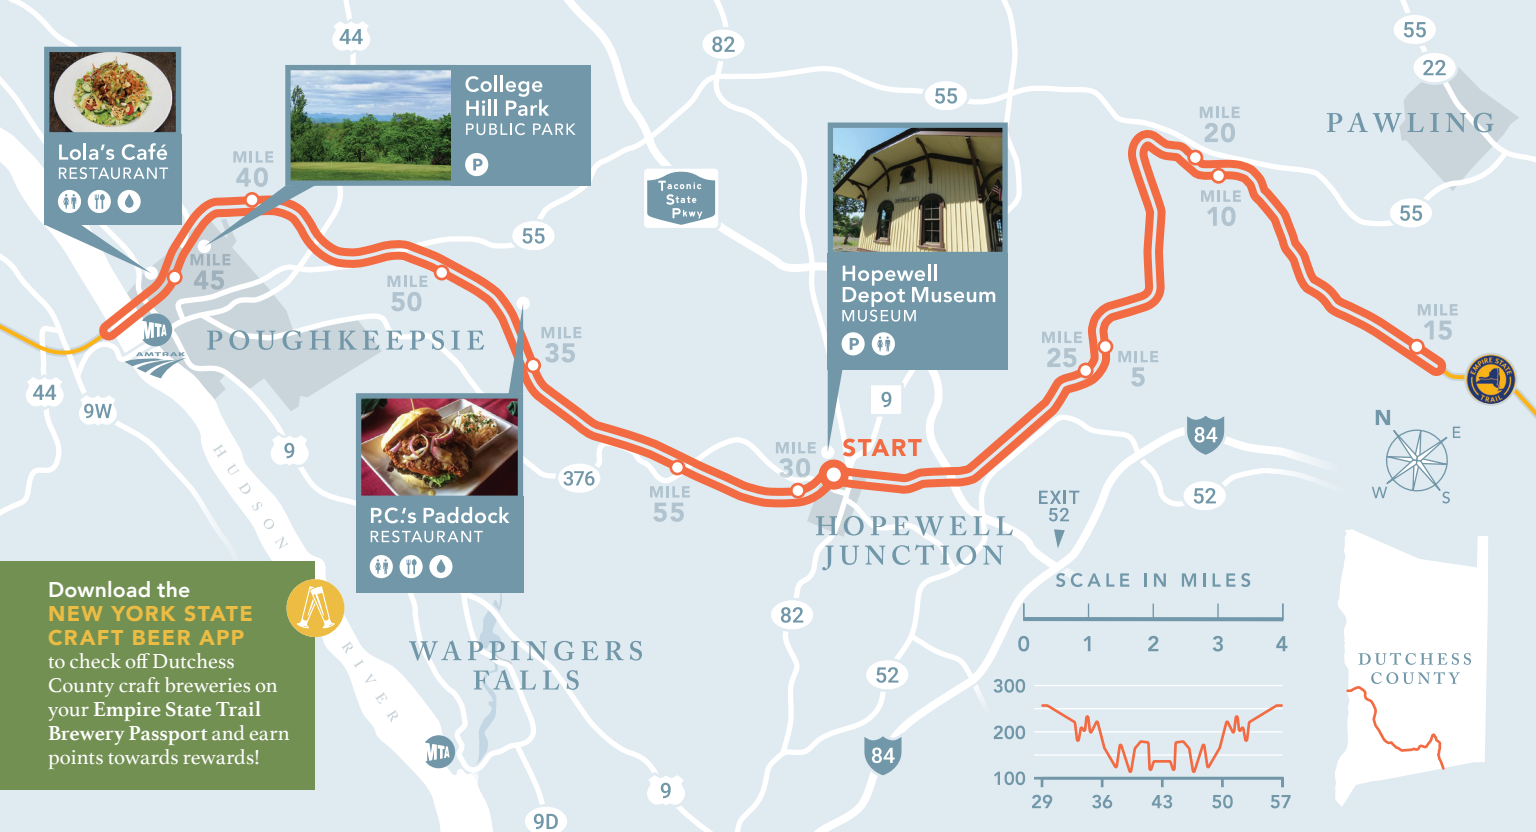 44
82
55
22
PAWLING
55
55
55
Lola's Café
RESTAURANT
College
Hill Park
PUBLIC PARK
P
MILE
40
MILE
45
Taconic
State
Pkwy
MILE
50
MILE
35
POUGHKEEPSIE
MTA
AMTRAK
44
9W
9
HUDSON
RIVER
Hopewell
Depot Museum
MUSEUM
P
MILE
20
MILE
10
MILE
15
MILE
25
MILE
5
EMPIRE STATE
TRAIL
9
START
MILE
30
MILE
55
376
P.C.'s Paddock
RESTAURANT
HOPEWELL
JUNCTION
84
52
EXIT
52
N
E
W
S
Download the
NEW YORK STATE
CRAFT BEER APP
to check off Dutchess
County craft breweries on
your Empire State Trail
Brewery Passport and earn
points towards rewards!
WAPPINGERS
FALLS
MTA
9D
9
82
52
84
SCALE IN MILES
0 1 2 3 4
300
200
100
29 36 43 50 57
DUTCHESS
COUNTY